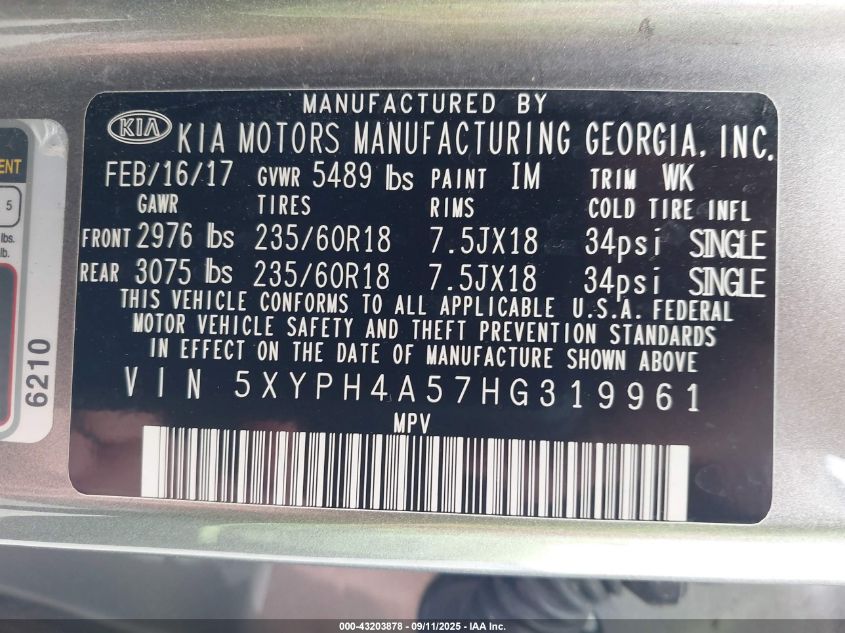 MANUFACTURED BY
KIA KIA MOTORS MANUFACTURING GEORGIA, INC.
FEB/16/17 GVWR 5489 lbs PAINT IM TRIM WK
GAWR TIRES RIMS COLD TIRE INFL
FRONT 2976 lbs 235/60R18 7.5JX18 34psi SINGLE
REAR 3075 lbs 235/60R18 7.5JX18 34psi SINGLE
THIS VEHICLE CONFORMS TO ALL APPLICABLE U.S.A. FEDERAL
MOTOR VEHICLE SAFETY AND THEFT PREVENTION STANDARDS
IN EFFECT ON THE DATE OF MANUFACTURE SHOWN ABOVE
VIN 5XYPH4A57HG319961
MPV
5
lbs.
lb.
6210
000-43203878 - 09/11/2025 - IAA, Inc.